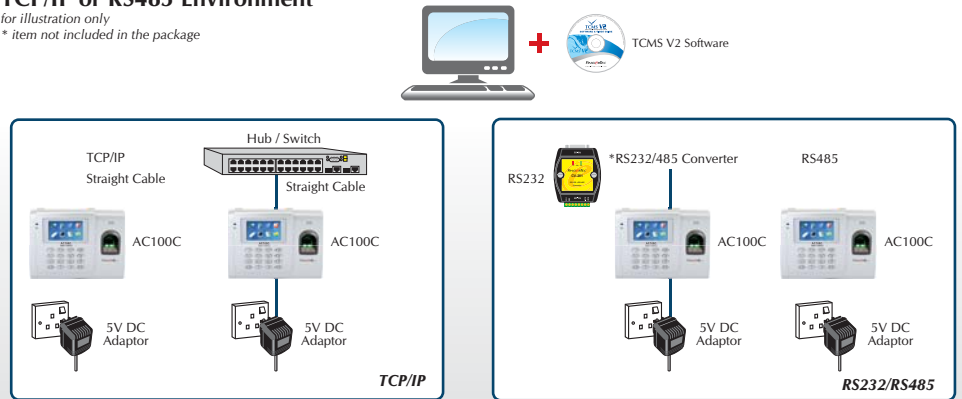 TCP/IP or RS485 Environment
for illustration only
* item not included in the package
TCMS V2
TCMS V2 Software
Hub / Switch
TCP/IP
Straight Cable
Straight Cable
AC100C
AC100C
5V DC
Adaptor
5V DC
Adaptor
TCP/IP
*RS232/485 Converter
RS485
RS232
AC100C
AC100C
5V DC
Adaptor
5V DC
Adaptor
RS232/RS485